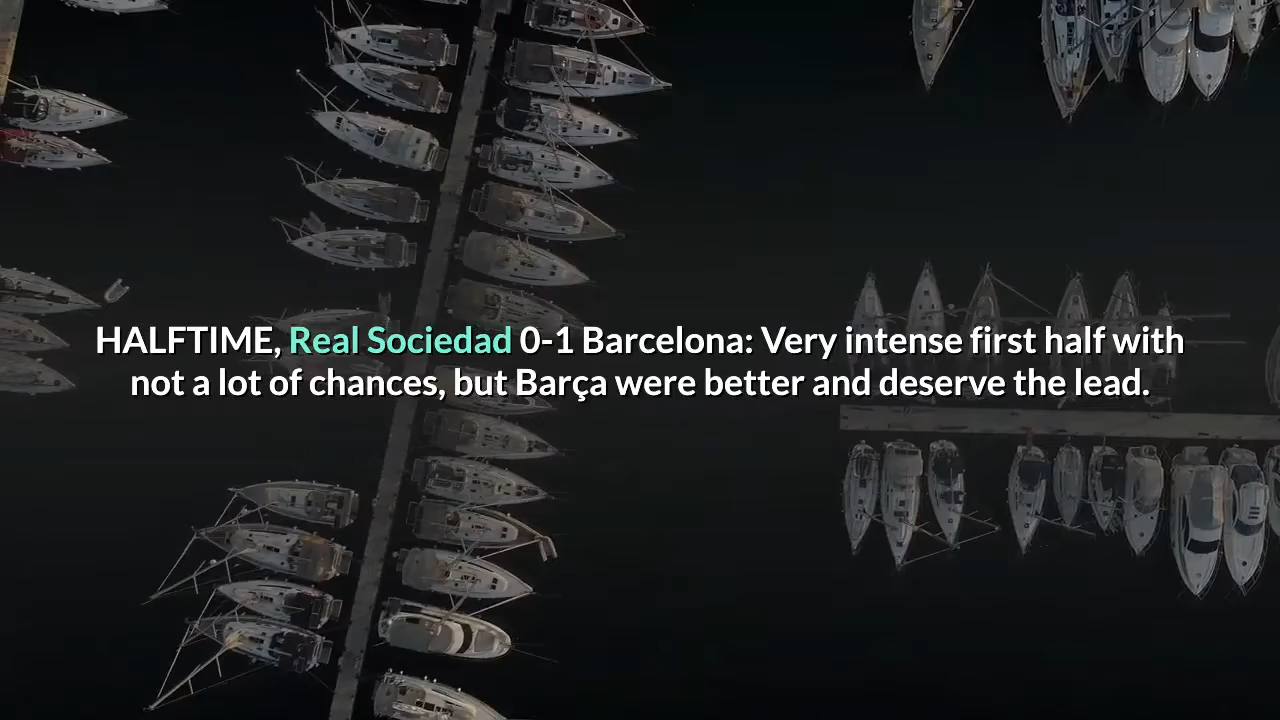 HALFTIME, Real Sociedad 0-1 Barcelona: Very intense first half with
not a lot of chances, but Barça were better and deserve the lead.